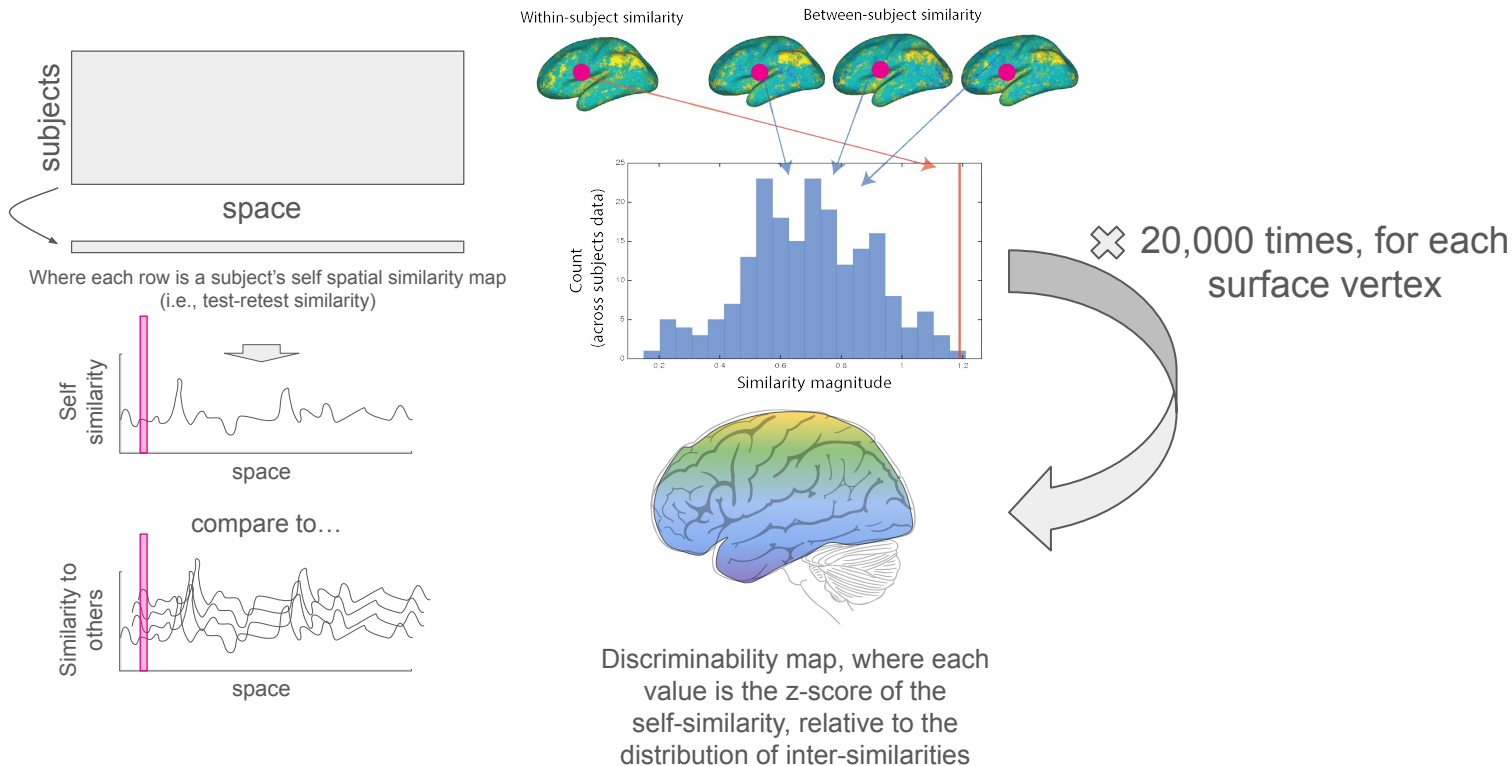 subjects
space
Where each row is a subject's self spatial similarity map
(i.e., test-retest similarity)
Self
similarity
space
compare to…
Similarity to
others
space
Within-subject similarity
Between-subject similarity
Count
(across subjects data)
25
20
15
10
5
0
0.2
0.4
0.6
0.8
1
1.2
Similarity magnitude
20,000 times, for each
surface vertex
Discriminability map, where each
value is the z-score of the
self-similarity, relative to the
distribution of inter-similarities